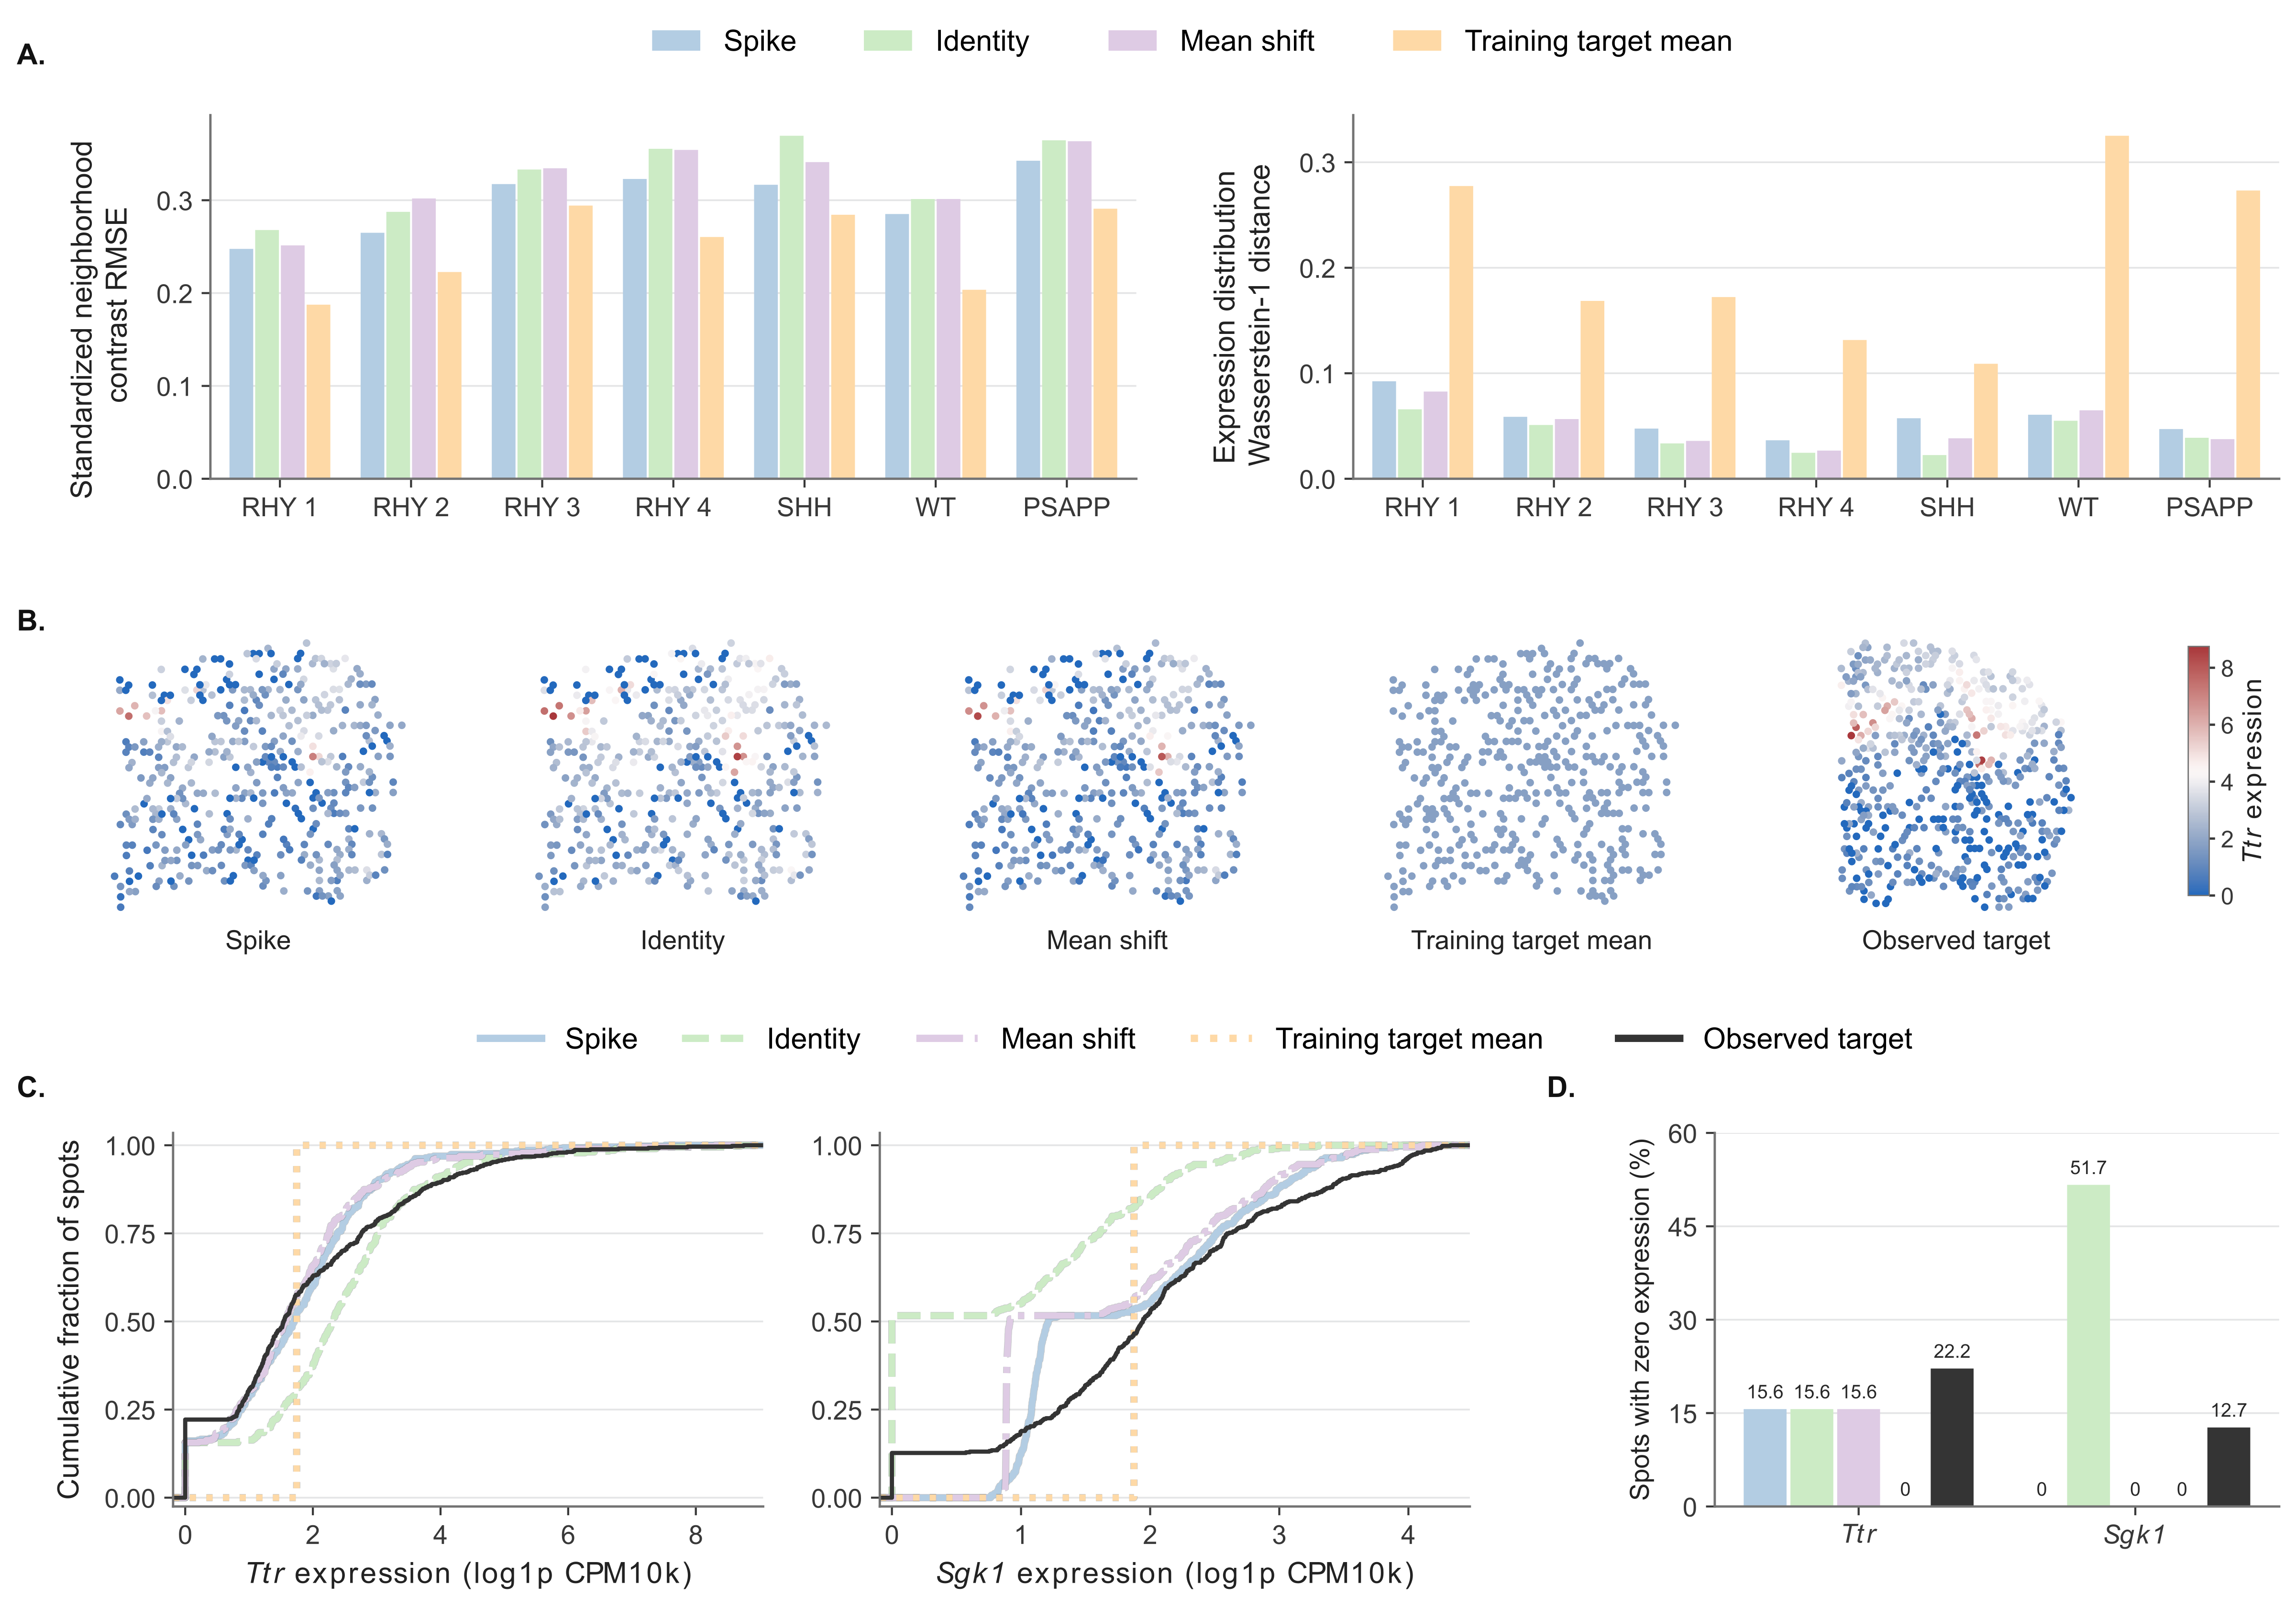 Spike Identity Mean shift Training target mean
A.
Standardized neighborhood
contrast RMSE
0.3
0.2
0.1
0.0
RHY 1 RHY 2 RHY 3 RHY 4 SHH WT PSAPP
Expression distribution
Wasserstein-1 distance
0.3
0.2
0.1
0.0
RHY 1 RHY 2 RHY 3 RHY 4 SHH WT PSAPP
B.
Spike
Identity
Mean shift
Training target mean
Observed target
8
6
4
2
0
Ttr expression
Spike Identity Mean shift Training target mean Observed target
C.
Cumulative fraction of spots
1.00
0.75
0.50
0.25
0.00
0 2 4 6 8
Ttr expression (log1p CPM10k)
1.00
0.75
0.50
0.25
0.00
0 1 2 3 4
Sgk1 expression (log1p CPM10k)
D.
Spots with zero expression (%)
60
45
30
15
0
15.6 15.6 15.6 0 22.2
0 51.7 0 0 12.7
Ttr Sgk1